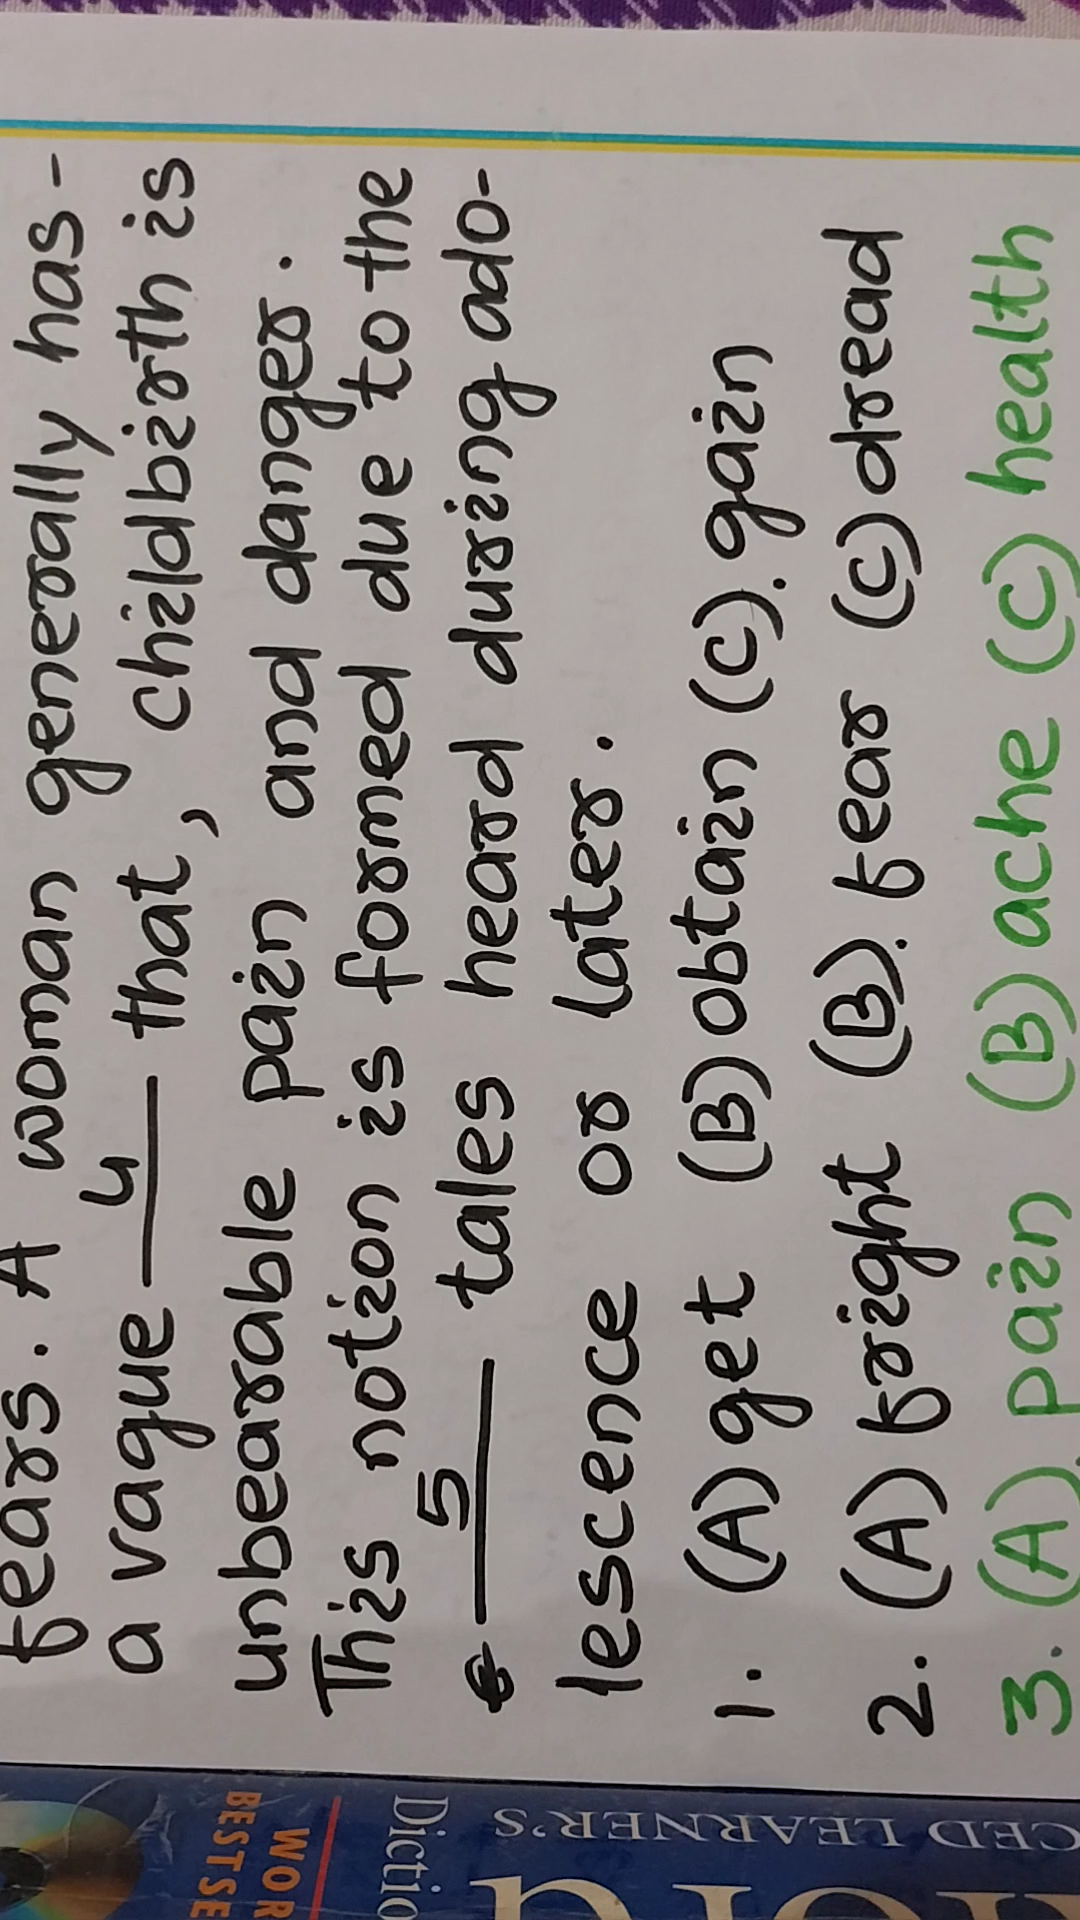 fears. A woman generally has-
a vague 4 that, childbirth is
unbearable pain and danger.
This notion is formed due to the
5 tales heard during ado-
lescence or later.
1. (A) get (B) obtain (C). gain
2. (A) fright (B). fear (C) dread
3. (A). pain (B) ache (C) health
CED LEARNER'S
Dictio
WOR
BESTSE